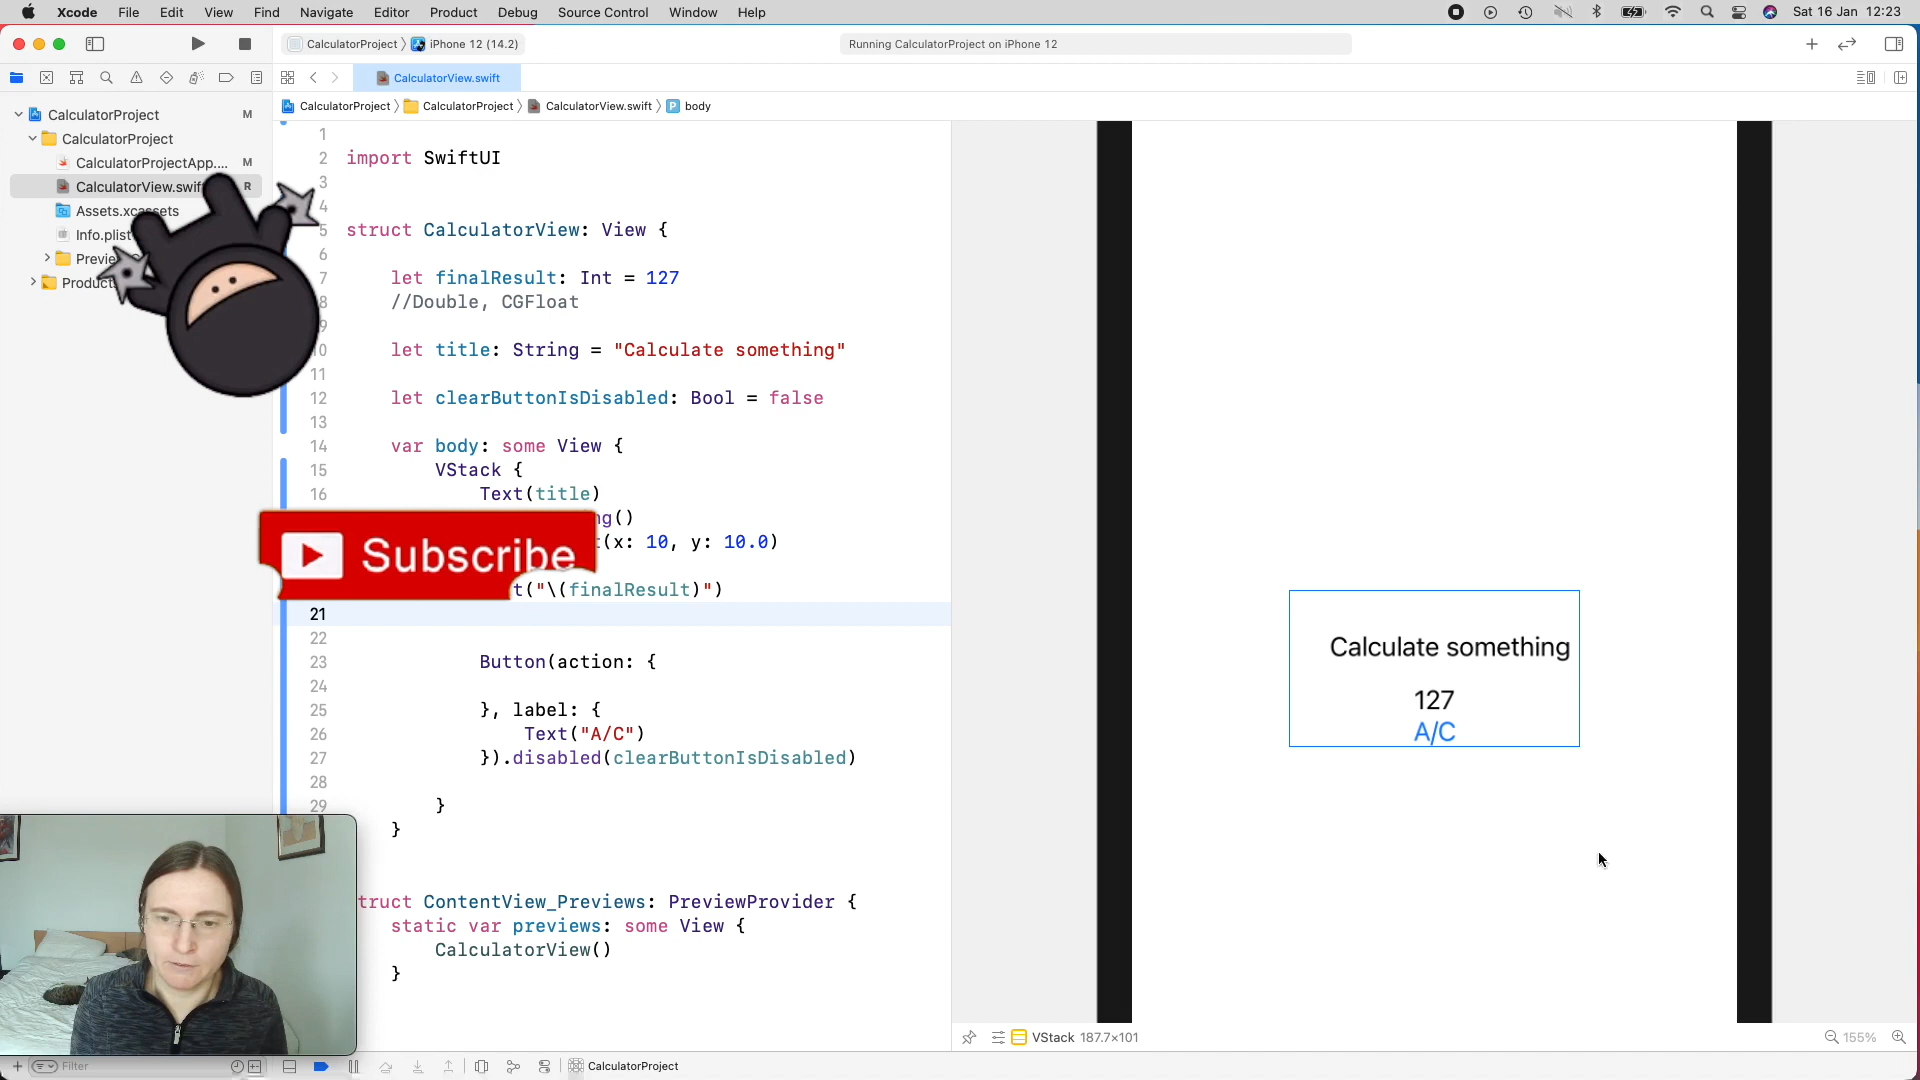 Xcode File Edit View Find Navigate Editor Product Debug Source Control Window Help Sat 16 Jan 12:23
CalculatorProject iPhone 12 (14.2) Running CalculatorProject on iPhone 12
CalculatorView.swift
CalculatorProject CalculatorProject CalculatorView.swift P body
CalculatorProject M
CalculatorProject
CalculatorProjectApp.... M
CalculatorView.swif R
Assets.xcassets
Info.plist
Previe
Product
1
2 import SwiftUI
3
4
5 struct CalculatorView: View {
6
7 let finalResult: Int = 127
8 //Double, CGFloat
9
10 let title: String = "Calculate something"
11
12 let clearButtonIsDisabled: Bool = false
13
14 var body: some View {
15 VStack {
16 Text(title)
ng()
t(x: 10, y: 10.0)
Subscribe
t("\(finalResult)")
21
22
23 Button(action: {
24
25 }, label: {
26 Text("A/C")
27 }).disabled(clearButtonIsDisabled)
28
29 }
}
truct ContentView_Previews: PreviewProvider {
static var previews: some View {
CalculatorView()
}
Calculate something
127
A/C
VStack 187.7×101 155%
Filter CalculatorProject